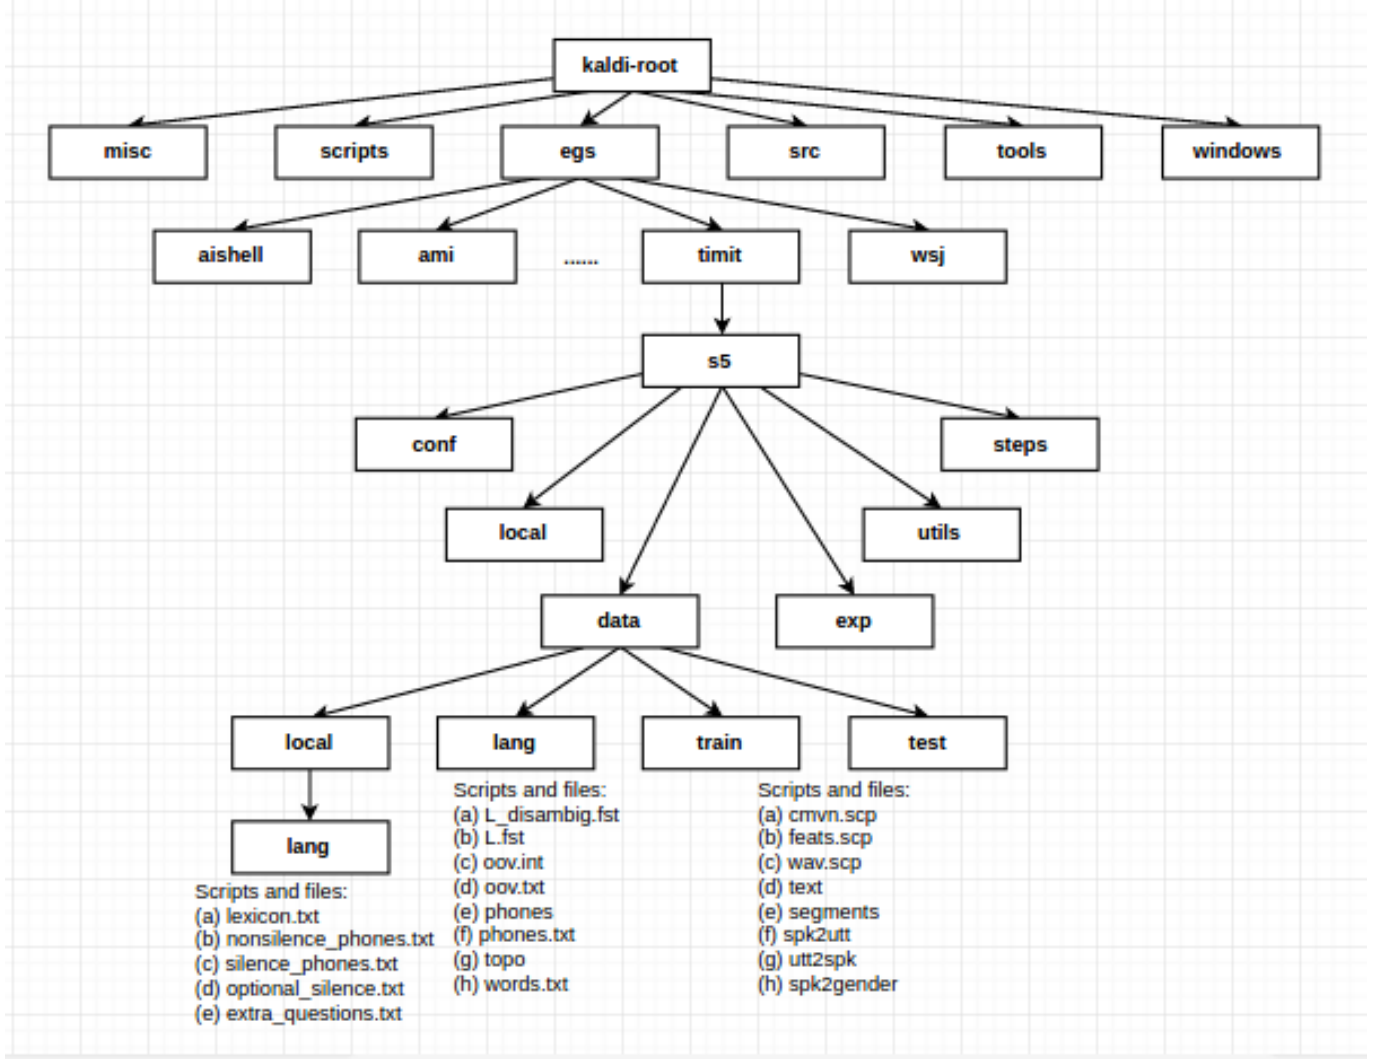 kaldi-root
misc
scripts
egs
src
tools
windows
aishell
ami
......
timit
wsj
s5
conf
steps
local
utils
data
exp
local
lang
train
test
lang
Scripts and files:
(a) lexicon.txt
(b) nonsilence_phones.txt
(c) silence_phones.txt
(d) optional_silence.txt
(e) extra_questions.txt
Scripts and files:
(a) L_disambig.fst
(b) L.fst
(c) oov.int
(d) oov.txt
(e) phones
(f) phones.txt
(g) topo
(h) words.txt
Scripts and files:
(a) cmvn.scp
(b) feats.scp
(c) wav.scp
(d) text
(e) segments
(f) spk2utt
(g) utt2spk
(h) spk2gender